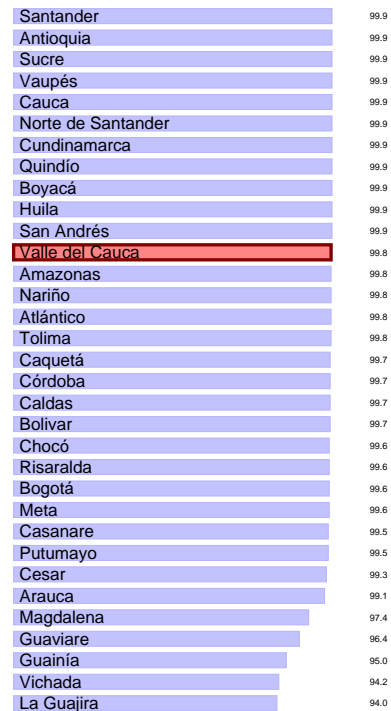 Santander 99.9
Antioquia 99.9
Sucre 99.9
Vaupés 99.9
Cauca 99.9
Norte de Santander 99.9
Cundinamarca 99.9
Quindío 99.9
Boyacá 99.9
Huila 99.9
San Andrés 99.9
Valle del Cauca 99.8
Amazonas 99.8
Nariño 99.8
Atlántico 99.8
Tolima 99.8
Caquetá 99.7
Córdoba 99.7
Caldas 99.7
Bolivar 99.7
Chocó 99.6
Risaralda 99.6
Bogotá 99.6
Meta 99.6
Casanare 99.5
Putumayo 99.5
Cesar 99.3
Arauca 99.1
Magdalena 97.4
Guaviare 96.4
Guainía 95.0
Vichada 94.2
La Guajira 94.0